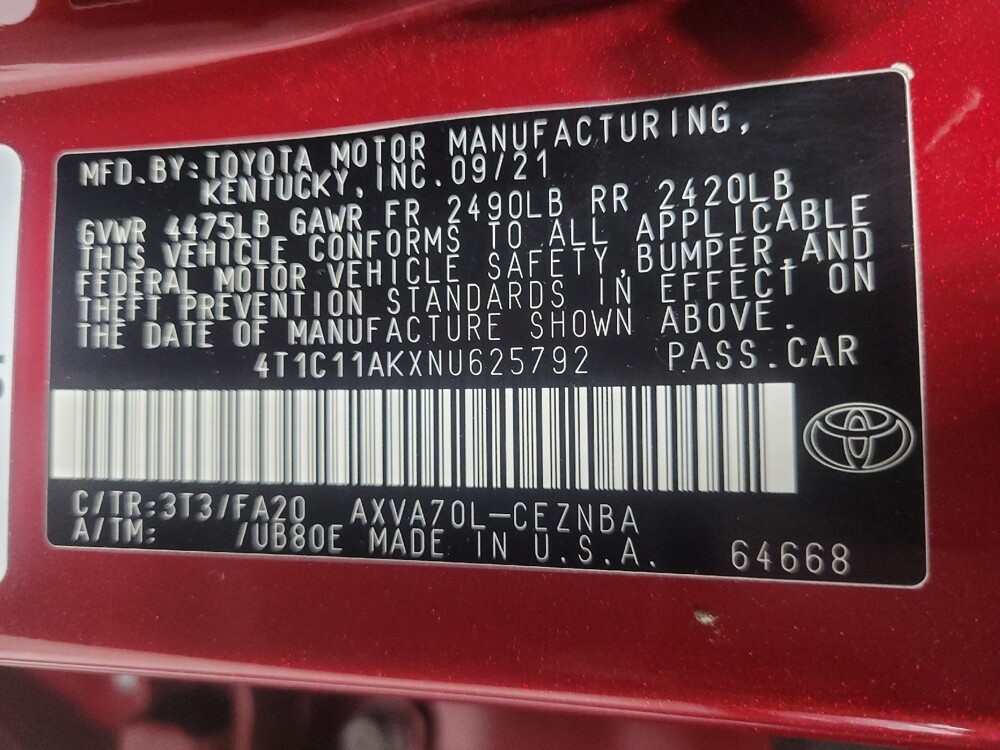 MFD.BY:TOYOTA MOTOR MANUFACTURING,
KENTUCKY, INC. 09/21
GVWR 4475LB GAWR FR 2490LB RR 2420LB
THIS VEHICLE CONFORMS TO ALL APPLICABLE
FEDERAL MOTOR VEHICLE SAFETY, BUMPER, AND
THEFT PREVENTION STANDARDS IN EFFECT ON
THE DATE OF MANUFACTURE SHOWN ABOVE.
4T1C11AKXNU625792 PASS.CAR
C/TR:3T3/FA20 AXVA70L-CEZNBA
A/TM: /UB80E MADE IN U.S.A. 64668